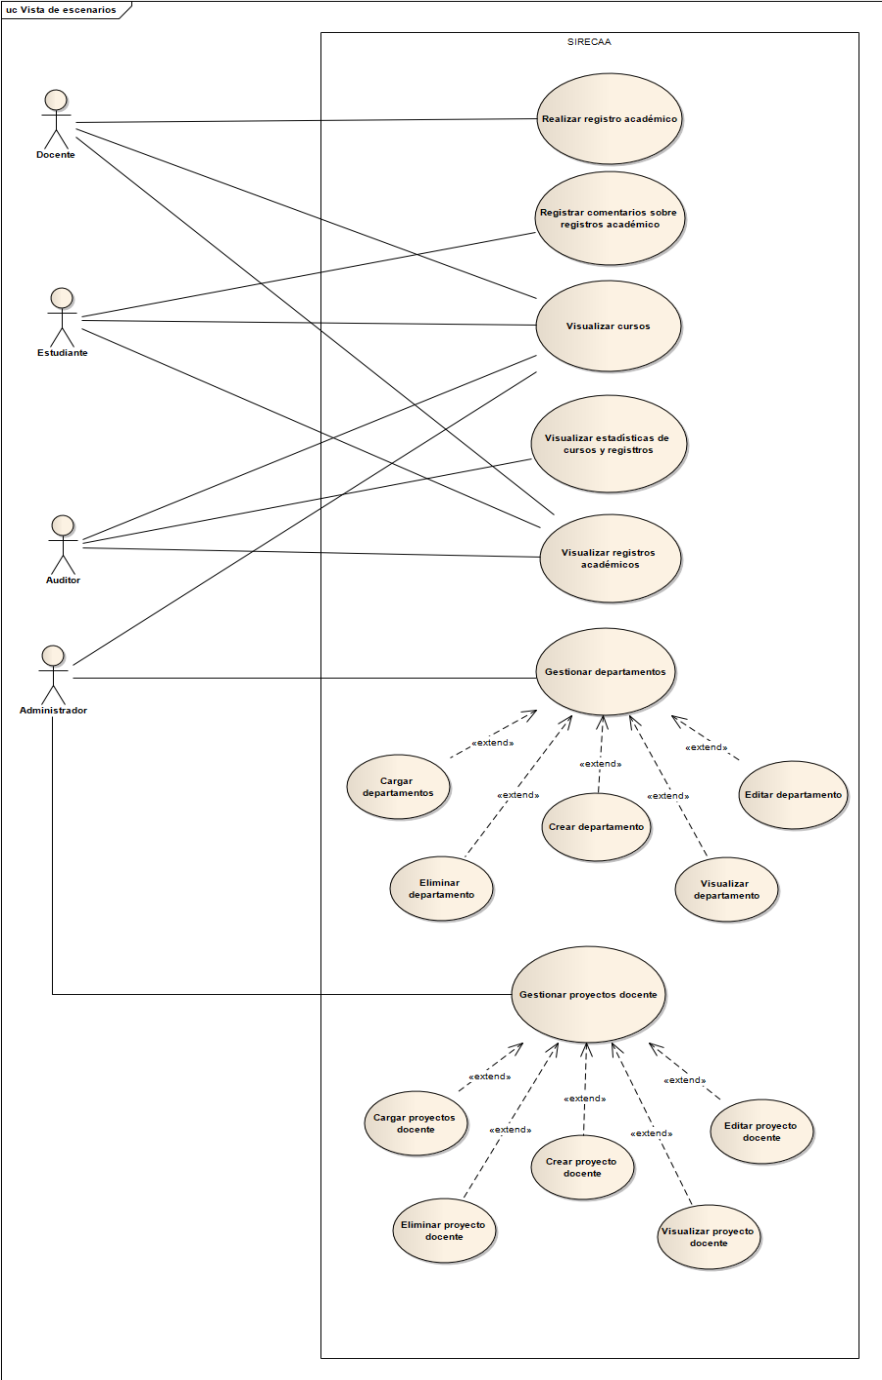 uc Vista de escenarios
SIRECAA
Realizar registro académico
Docente
Registrar comentarios sobre
registros académico
Estudiante
Visualizar cursos
Visualizar estadísticas de
cursos y registtros
Auditor
Visualizar registros
académicos
Administrador
Gestionar departamentos
«extend»
«extend»
«extend»
«extend»
«extend»
Cargar
departamentos
Editar departamento
Crear departamento
Eliminar
departamento
Visualizar
departamento
Gestionar proyectos docente
«extend»
«extend»
«extend»
«extend»
«extend»
Cargar proyectos
docente
Editar proyecto
docente
Crear proyecto
docente
Eliminar proyecto
docente
Visualizar proyecto
docente